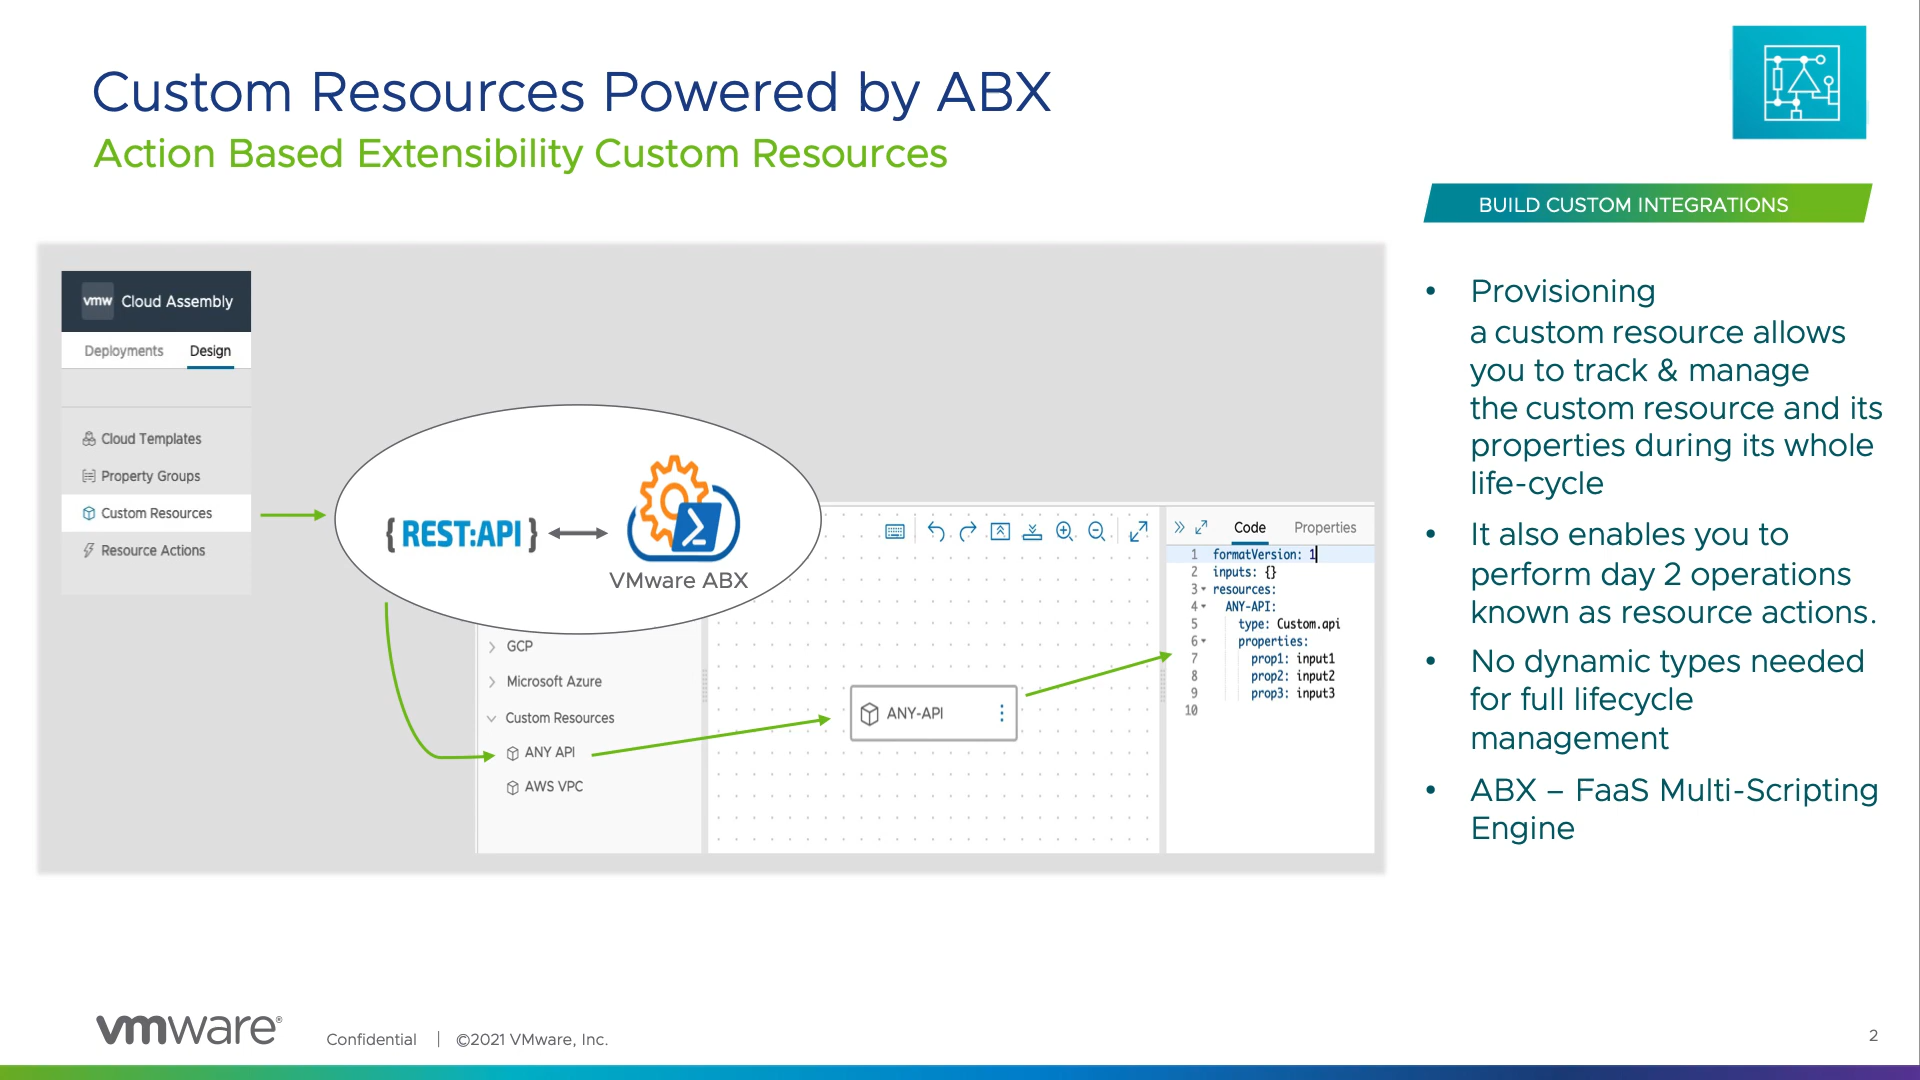 Custom Resources Powered by ABX
Action Based Extensibility Custom Resources
BUILD CUSTOM INTEGRATIONS
vmw Cloud Assembly
Deployments Design
Cloud Templates
Property Groups
Custom Resources
Resource Actions
{REST:API}
VMware ABX
GCP
Microsoft Azure
Custom Resources
ANY API
AWS VPC
ANY-API
Code Properties
1 formatVersion: 1
2 inputs: {}
3 resources:
4 ANY-API:
5 type: Custom.api
6 properties:
7 prop1: input1
8 prop2: input2
9 prop3: input3
10
• Provisioning
a custom resource allows
you to track & manage
the custom resource and its
properties during its whole
life-cycle
• It also enables you to
perform day 2 operations
known as resource actions.
• No dynamic types needed
for full lifecycle
management
• ABX – FaaS Multi-Scripting
Engine
vmware®
Confidential | ©2021 VMware, Inc.
2